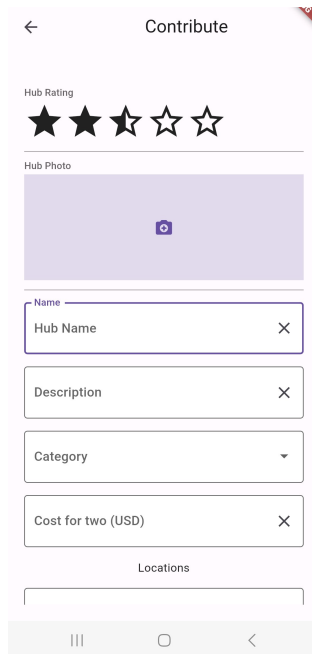 Contribute
Hub Rating
Hub Photo
Name
Hub Name
Description
Category
Cost for two (USD)
Locations